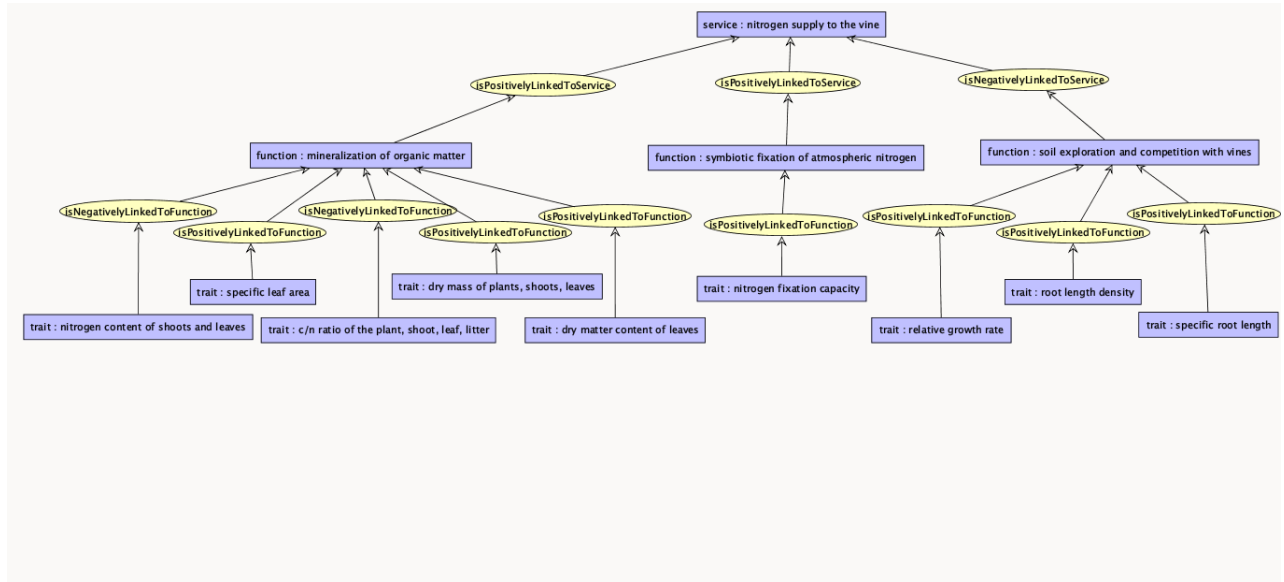 service : nitrogen supply to the vine
isPositivelyLinkedToService
isPositivelyLinkedToService
isNegativelyLinkedToService
function : mineralization of organic matter
function : symbiotic fixation of atmospheric nitrogen
function : soil exploration and competition with vines
isNegativelyLinkedToFunction
isPositivelyLinkedToFunction
isNegativelyLinkedToFunction
isPositivelyLinkedToFunction
isPositivelyLinkedToFunction
isPositivelyLinkedToFunction
isPositivelyLinkedToFunction
isPositivelyLinkedToFunction
isPositivelyLinkedToFunction
trait : specific leaf area
trait : dry mass of plants, shoots, leaves
trait : nitrogen fixation capacity
trait : root length density
trait : nitrogen content of shoots and leaves
trait : c/n ratio of the plant, shoot, leaf, litter
trait : dry matter content of leaves
trait : relative growth rate
trait : specific root length